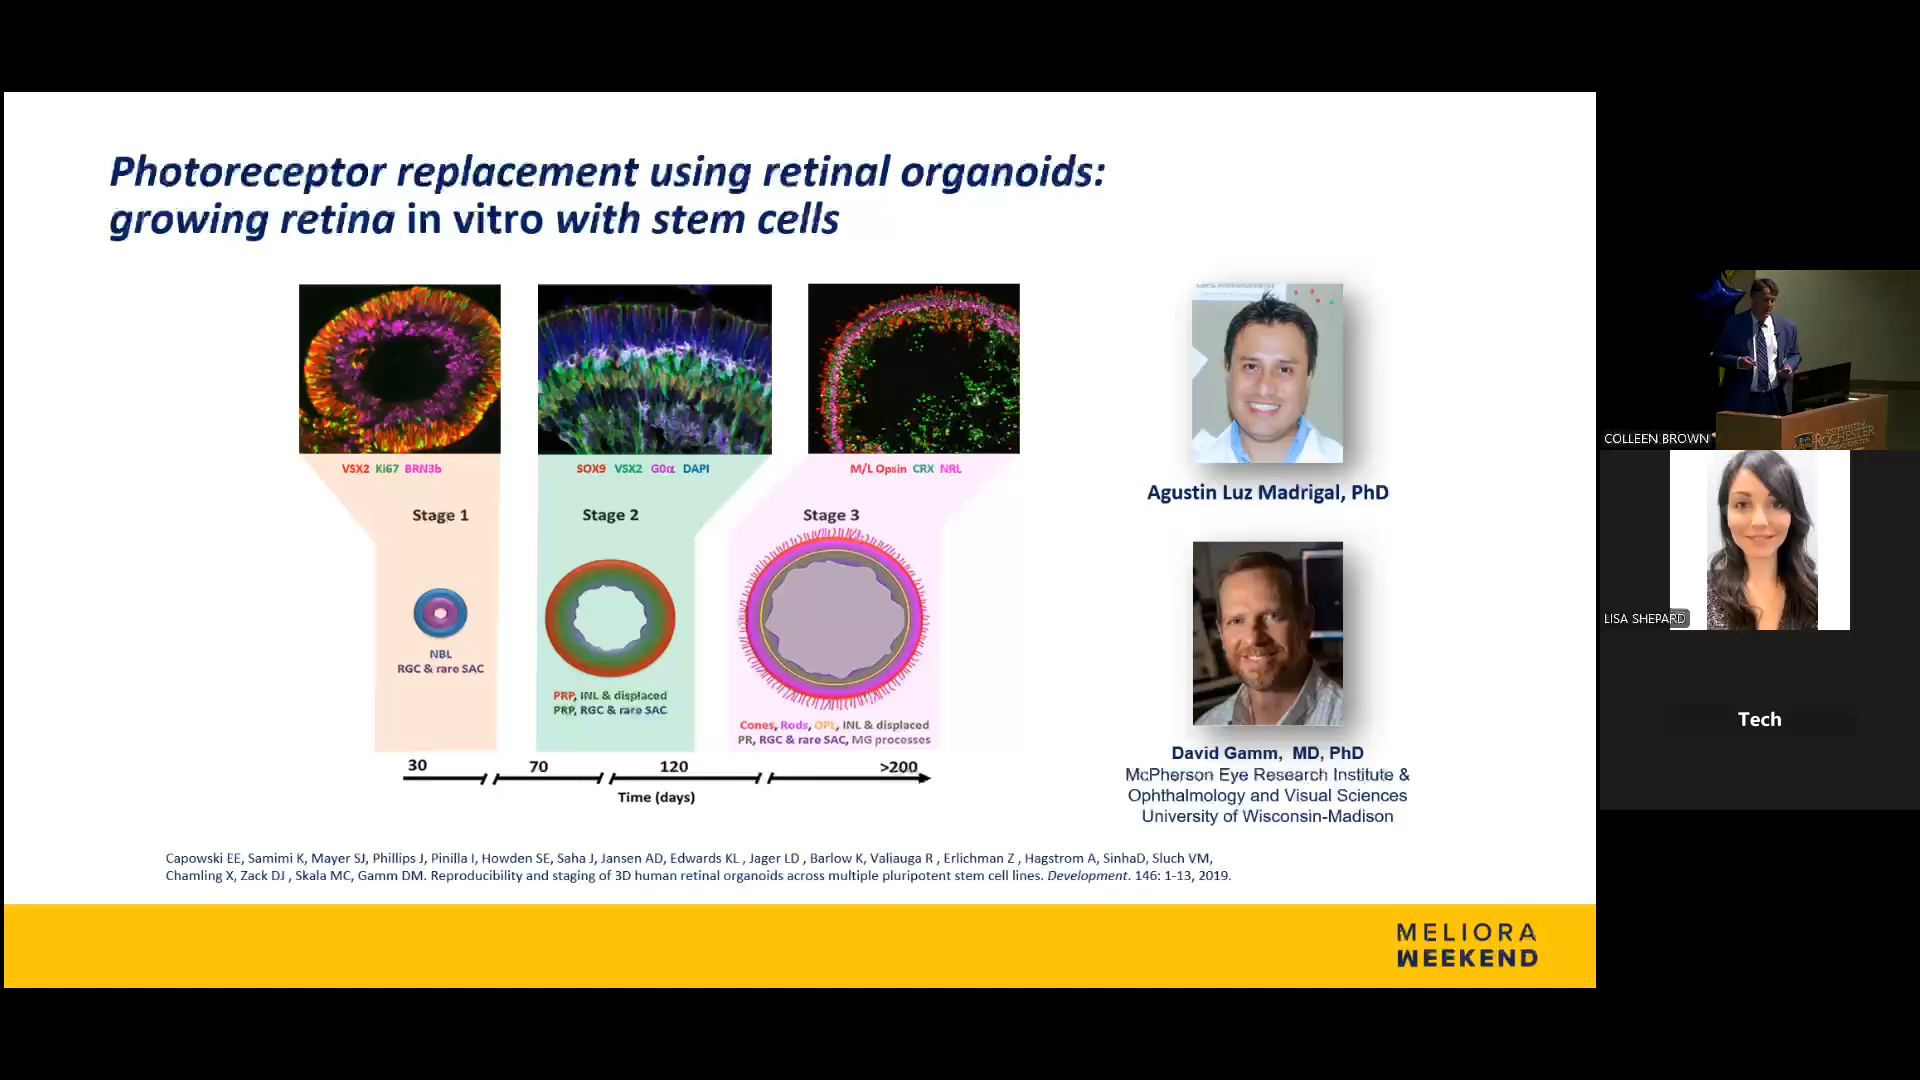 Photoreceptor replacement using retinal organoids:
growing retina in vitro with stem cells
VSX2 Ki67 BRN3b
SOX9 VSX2 G0α DAPI
M/L Opsin CRX NRL
Stage 1
Stage 2
Stage 3
NBL
RGC & rare SAC
PRP, INL & displaced
PRP, RGC & rare SAC
Cones, Rods, OPL, INL & displaced
PR, RGC & rare SAC, MG processes
30
70
120
>200
Time (days)
Agustin Luz Madrigal, PhD
David Gamm, MD, PhD
McPherson Eye Research Institute &
Ophthalmology and Visual Sciences
University of Wisconsin-Madison
Capowski EE, Samimi K, Mayer SJ, Phillips J, Pinilla I, Howden SE, Saha J, Jansen AD, Edwards KL , Jager LD , Barlow K, Valiauga R , Erlichman Z , Hagstrom A, SinhaD, Sluch VM,
Chamling X, Zack DJ , Skala MC, Gamm DM. Reproducibility and staging of 3D human retinal organoids across multiple pluripotent stem cell lines. Development. 146: 1-13, 2019.
MELIORA
WEEKEND
COLLEEN BROWN
ROCHESTER
LISA SHEPARD
Tech